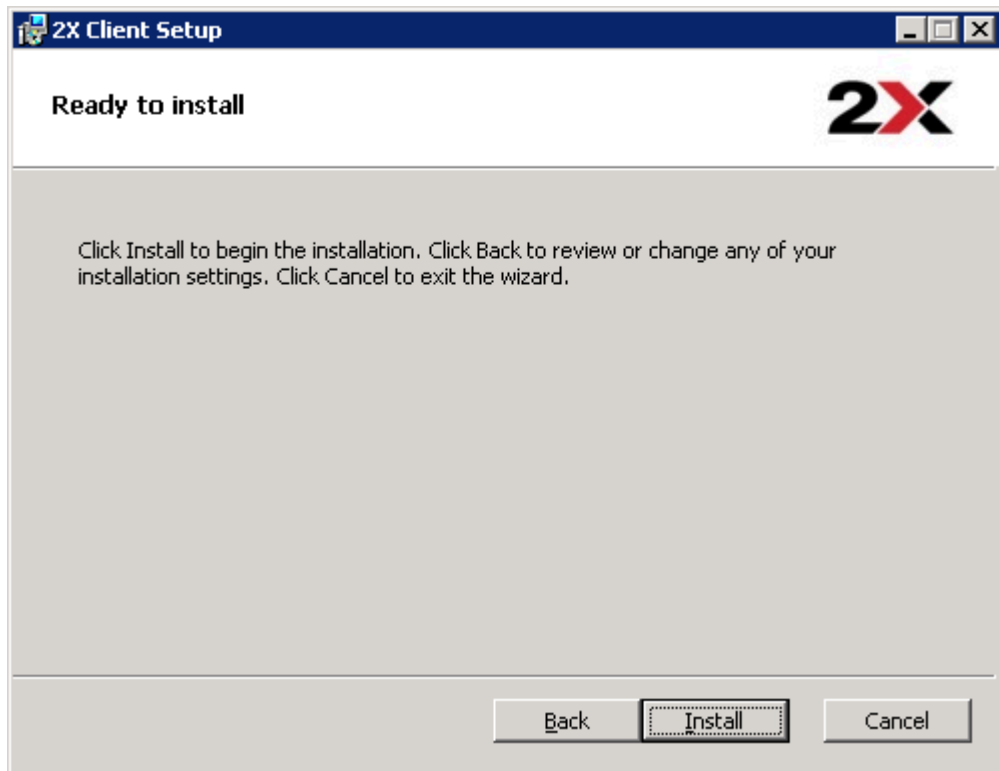 2X Client Setup
Ready to install
2X
Click Install to begin the installation. Click Back to review or change any of your
installation settings. Click Cancel to exit the wizard.
Back
Install
Cancel